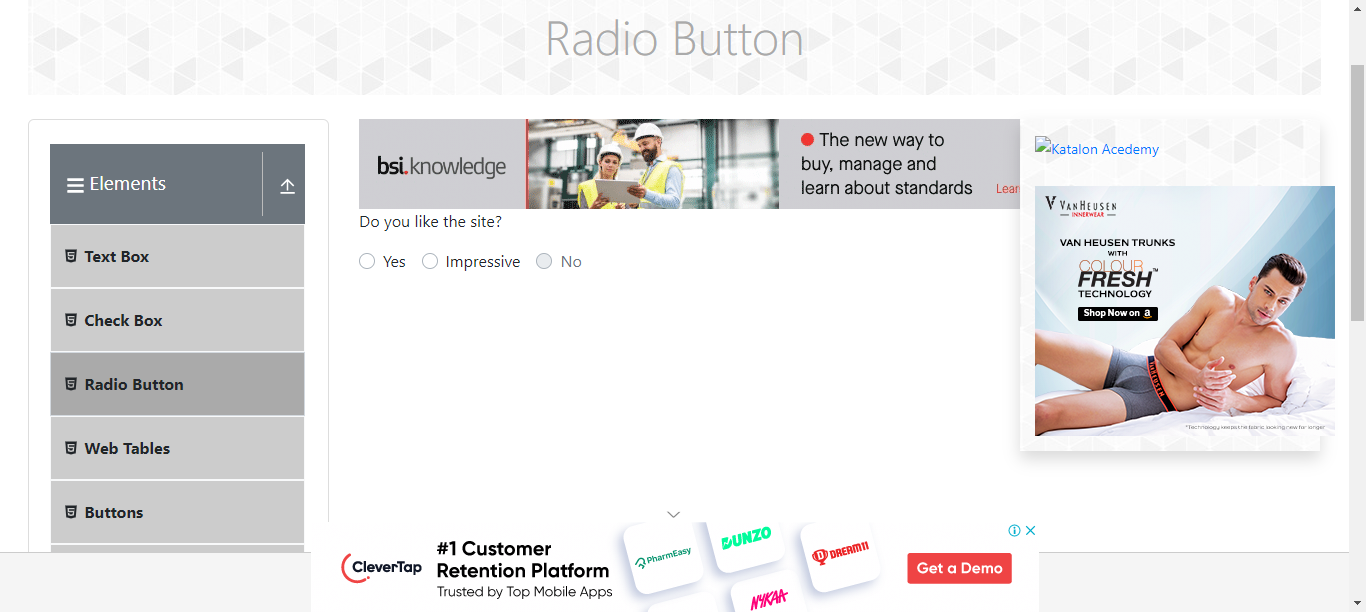 Radio Button
Elements
Text Box
Check Box
Radio Button
Web Tables
Buttons
bsi.knowledge
The new way to
buy, manage and
learn about standards
Lear
Do you like the site?
Yes
Impressive
No
Katalon Acedemy
VANHEUSEN
INNERWEAR
VAN HEUSEN TRUNKS
WITH
COLOUR
FRESH™
TECHNOLOGY
Shop Now on a
VANHEUSEN
*Technology keeps the fabric looking new for longer
CleverTap
#1 Customer
Retention Platform
Trusted by Top Mobile Apps
PharmEasy
DUNZO
DREAM11
NYKAA
Get a Demo